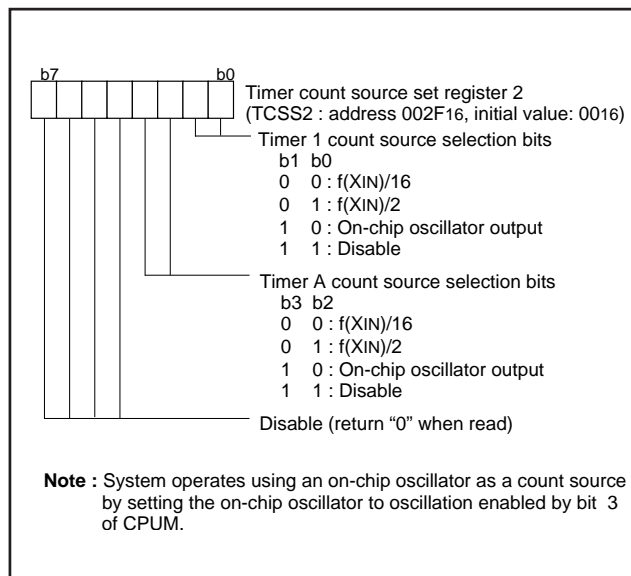 b7 b0
Timer count source set register 2
(TCSS2 : address 002F16, initial value: 0016)
Timer 1 count source selection bits
b1 b0
0 0 : f(XIN)/16
0 1 : f(XIN)/2
1 0 : On-chip oscillator output
1 1 : Disable
Timer A count source selection bits
b3 b2
0 0 : f(XIN)/16
0 1 : f(XIN)/2
1 0 : On-chip oscillator output
1 1 : Disable
Disable (return “0” when read)
Note : System operates using an on-chip oscillator as a count source
by setting the on-chip oscillator to oscillation enabled by bit 3
of CPUM.